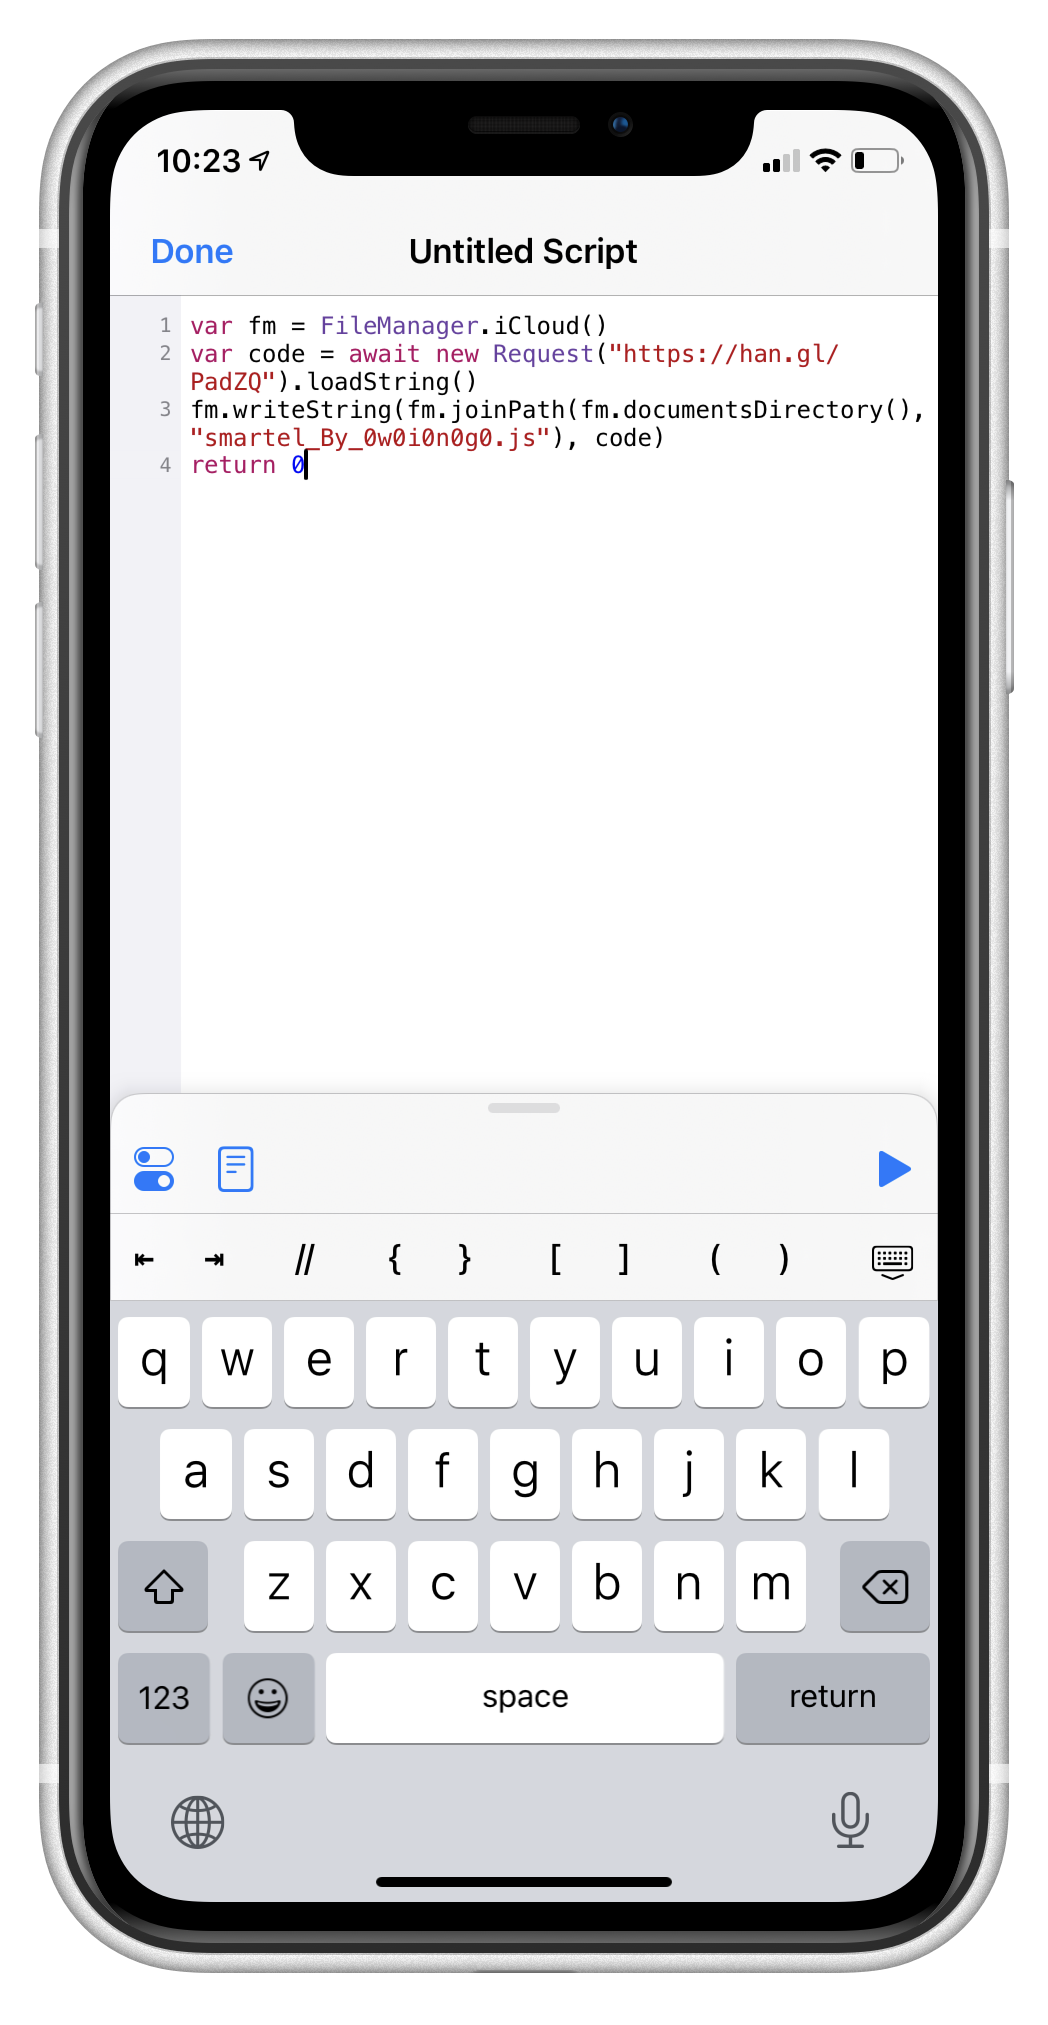 10:23
Done
Untitled Script
1 var fm = FileManager.iCloud()
2 var code = await new Request("https://han.gl/
PadZQ").loadString()
3 fm.writeString(fm.joinPath(fm.documentsDirectory(),
"smartel_By_0w0i0n0g0.js"), code)
4 return 0
// { } [ ] ( )
q w e r t y u i o p
a s d f g h j k l
z x c v b n m
123 space return